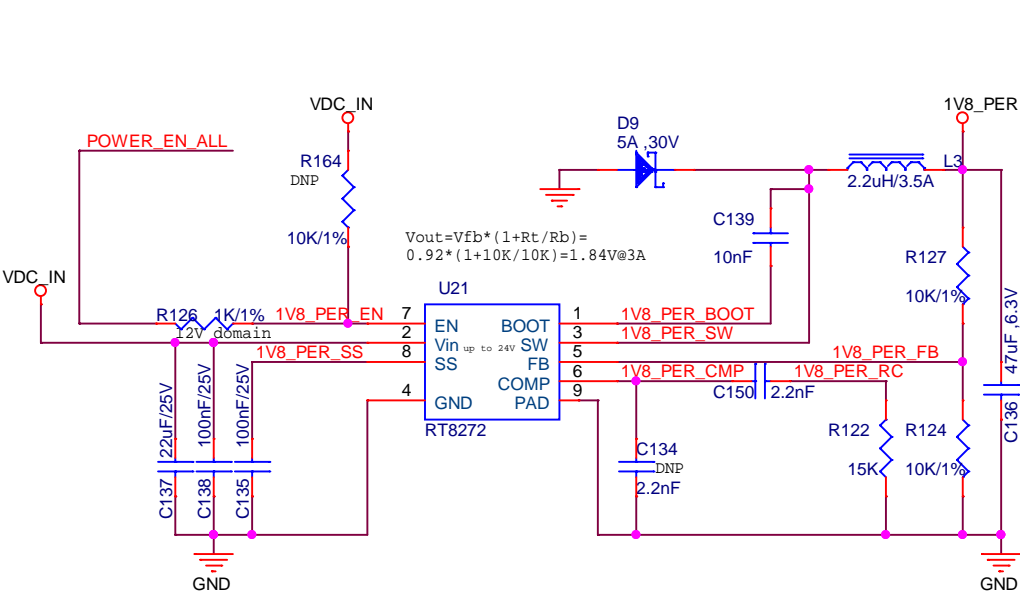 VDC_IN
1V8_PER
POWER_EN_ALL
D9
5A ,30V
R164
DNP
L3
2.2uH/3.5A
C139
10nF
10K/1%
Vout=Vfb*(1+Rt/Rb)=
0.92*(1+10K/10K)=1.84V@3A
R127
10K/1%
VDC_IN
U21
47uF ,6.3V
C136
R126
1K/1%
1V8_PER_EN
12V domain
1V8_PER_SS
7
2
8
4
EN
Vin
up to 24V
SS
GND
BOOT
SW
FB
COMP
PAD
1
3
5
6
9
1V8_PER_BOOT
1V8_PER_SW
1V8_PER_FB
1V8_PER_CMP
1V8_PER_RC
C150
2.2nF
RT8272
22uF/25V
100nF/25V
100nF/25V
C137
C138
C135
C134
DNP
2.2nF
R122
15K
R124
10K/1%
GND
GND